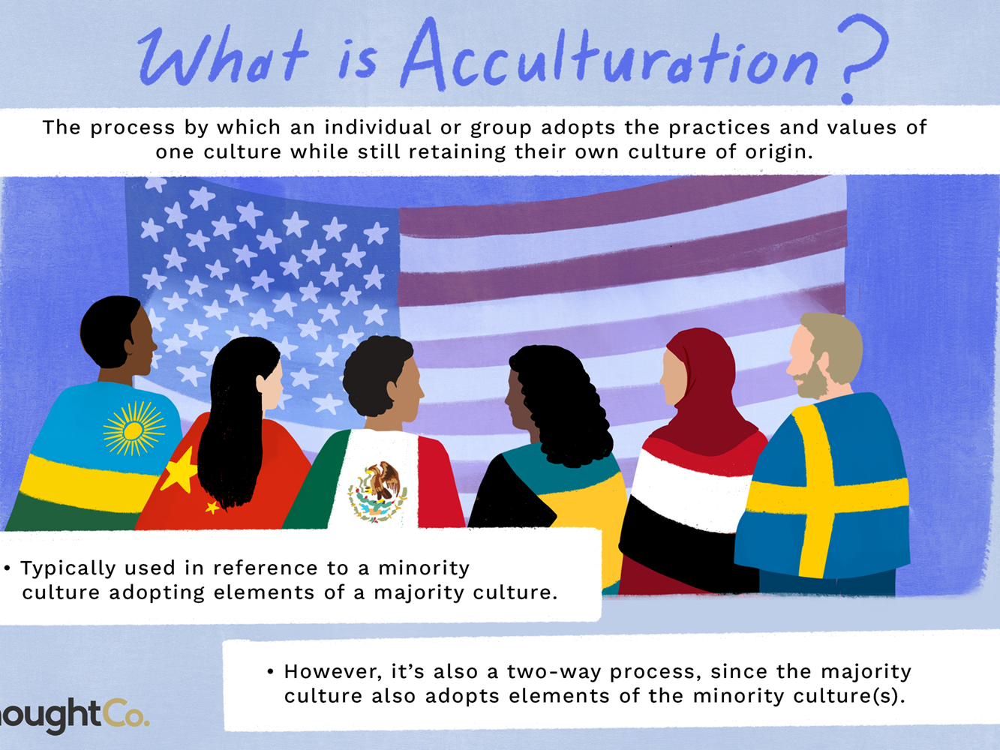 What is Acculturation?
The process by which an individual or group adopts the practices and values of
one culture while still retaining their own culture of origin.
• Typically used in reference to a minority
culture adopting elements of a majority culture.
• However, it’s also a two-way process, since the majority
culture also adopts elements of the minority culture(s).
houghtCo.